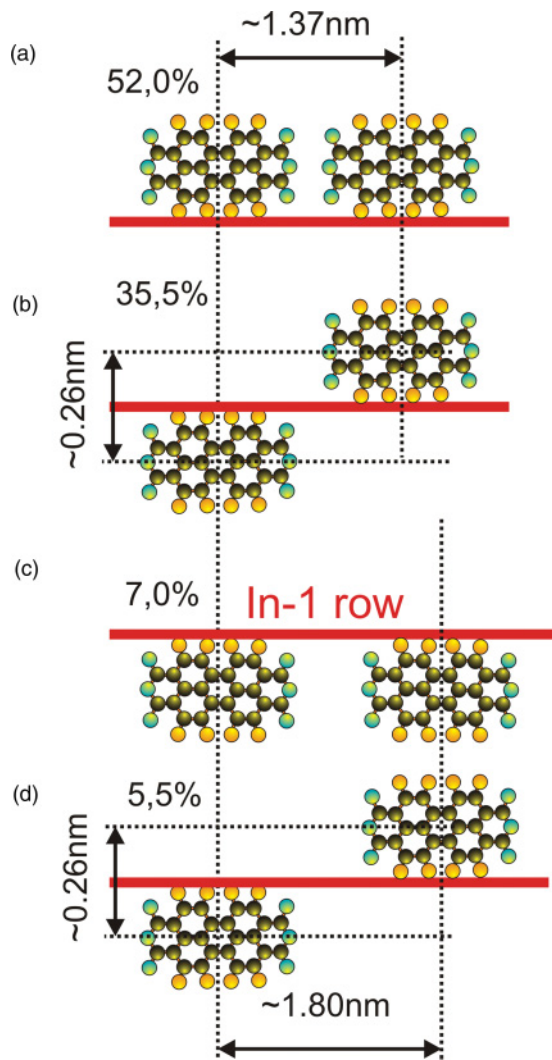 ~1.37nm
(a)
52,0%
(b)
35,5%
~0.26nm
(c)
7,0%
In-1 row
(d)
5,5%
~0.26nm
~1.80nm